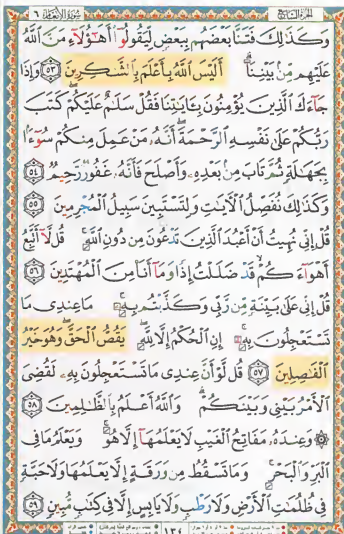 الجزء السابع سورة الأنعام ٦
وَكَذَٰلِكَ فَتَنَّا بَعْضَهُم بِبَعْضٍ لِّيَقُولُوٓا۟ أَهَـٰٓؤُلَآءِ مَنَّ ٱللَّهُ
عَلَيْهِم مِّنۢ بَيْنِنَآ ۗ أَلَيْسَ ٱللَّهُ بِأَعْلَمَ بِٱلشَّـٰكِرِينَ ٥٣ وَإِذَا
جَآءَكَ ٱلَّذِينَ يُؤْمِنُونَ بِـَٔايَـٰتِنَا فَقُلْ سَلَـٰمٌ عَلَيْكُمْ ۖ كَتَبَ
رَبُّكُمْ عَلَىٰ نَفْسِهِ ٱلرَّحْمَةَ ۖ أَنَّهُۥ مَنْ عَمِلَ مِنكُمْ سُوٓءًۢا
بِجَهَـٰلَةٍ ثُمَّ تَابَ مِنۢ بَعْدِهِۦ وَأَصْلَحَ فَأَنَّهُۥ غَفُورٌ رَّحِيمٌ ٥٤
وَكَذَٰلِكَ نُفَصِّلُ ٱلْـَٔايَـٰتِ وَلِتَسْتَبِينَ سَبِيلُ ٱلْمُجْرِمِينَ ٥٥
قُلْ إِنِّى نُهِيتُ أَنْ أَعْبُدَ ٱلَّذِينَ تَدْعُونَ مِن دُونِ ٱللَّهِ ۚ قُل لَّآ أَتَّبِعُ
أَهْوَآءَكُمْ ۙ قَدْ ضَلَلْتُ إِذًا وَمَآ أَنَا۠ مِنَ ٱلْمُهْتَدِينَ ٥٦
قُلْ إِنِّى عَلَىٰ بَيِّنَةٍ مِّن رَّبِّى وَكَذَّبْتُم بِهِۦ ۚ مَا عِندِى مَا
تَسْتَعْجِلُونَ بِهِۦٓ ۚ إِنِ ٱلْحُكْمُ إِلَّا لِلَّهِ ۖ يَقُصُّ ٱلْحَقَّ ۖ وَهُوَ خَيْرُ
ٱلْفَـٰصِلِينَ ٥٧ قُل لَّوْ أَنَّ عِندِى مَا تَسْتَعْجِلُونَ بِهِۦ لَقُضِىَ
ٱلْأَمْرُ بَيْنِى وَبَيْنَكُمْ ۗ وَٱللَّهُ أَعْلَمُ بِٱلظَّـٰلِمِينَ ٥٨
۞ وَعِندَهُۥ مَفَاتِحُ ٱلْغَيْبِ لَا يَعْلَمُهَآ إِلَّا هُوَ ۚ وَيَعْلَمُ مَا فِى
ٱلْبَرِّ وَٱلْبَحْرِ ۚ وَمَا تَسْقُطُ مِن وَرَقَةٍ إِلَّا يَعْلَمُهَا وَلَا حَبَّةٍ
فِى ظُلُمَـٰتِ ٱلْأَرْضِ وَلَا رَطْبٍ وَلَا يَابِسٍ إِلَّا فِى كِتَـٰبٍ مُّبِينٍ ٥٩
١٣٤